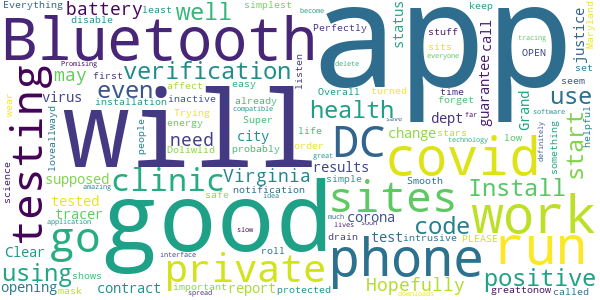 Everything
disable
battery
least
well
simplest
keep
become
Promising
Bluetooth
app
status
stuff
everyone
tracing
Maryland
sits
OPEN
Perfectly
delete
call
justice
set
verification
listen
guarantee
may
first
even
affect
easy
already
compatible
Overall
time
turned
seem
virus
installation
inactive
health
Grand
forget
use
wear
testing
will
Trying
energy
Super
dept
stars
people
need
city
life
DC
change
low
something
software
start
science
loveallwayd
Doliwlid
probably
order
results
covid
far
technology
definitely
helpful
supposed
clinic
Virginia
great
simple
Smooth
have
tested
notification
safe
idea
sites
Install
amazing
tracer
good
much
corona
code
work
application
go
slow
lives
soon
drain
test
intrusive
PLEASE
Clear
interface
roll
phone
run
using
shows
private
Hopefully
positive
opening
mask
contract
important
report
protected
greattonow
called
spread
downloads